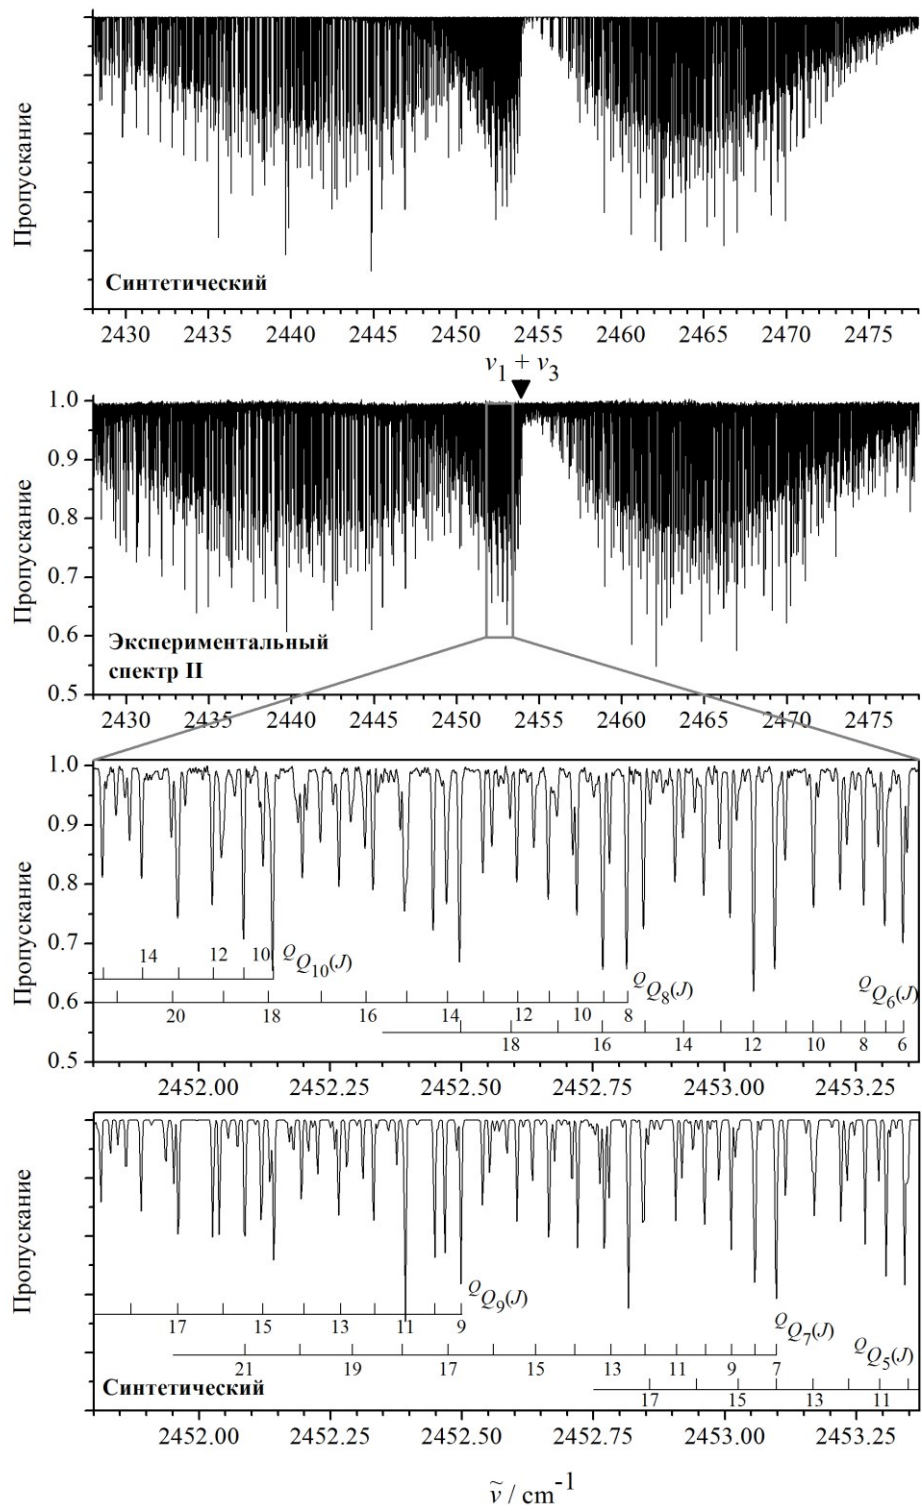 Пропускание
Синтетический
2430 2435 2440 2445 2450 2455 2460 2465 2470 2475
ν1 + ν3
1.0
0.9
0.8
0.7
0.6
0.5
Пропускание
Экспериментальный
спектр II
2430 2435 2440 2445 2450 2455 2460 2465 2470 2475
1.0
0.9
0.8
0.7
0.6
0.5
Пропускание
14 12 10 QQ10(J)
20 18 16 14 12 10 8 QQ8(J)
18 16 14 12 10 8 6 QQ6(J)
2452.00 2452.25 2452.50 2452.75 2453.00 2453.25
Пропускание
17 15 13 11 9 QQ9(J)
21 19 17 15 13 11 9 7 QQ7(J)
17 15 13 11 QQ5(J)
Синтетический
2452.00 2452.25 2452.50 2452.75 2453.00 2453.25
ν̃ / cm-1